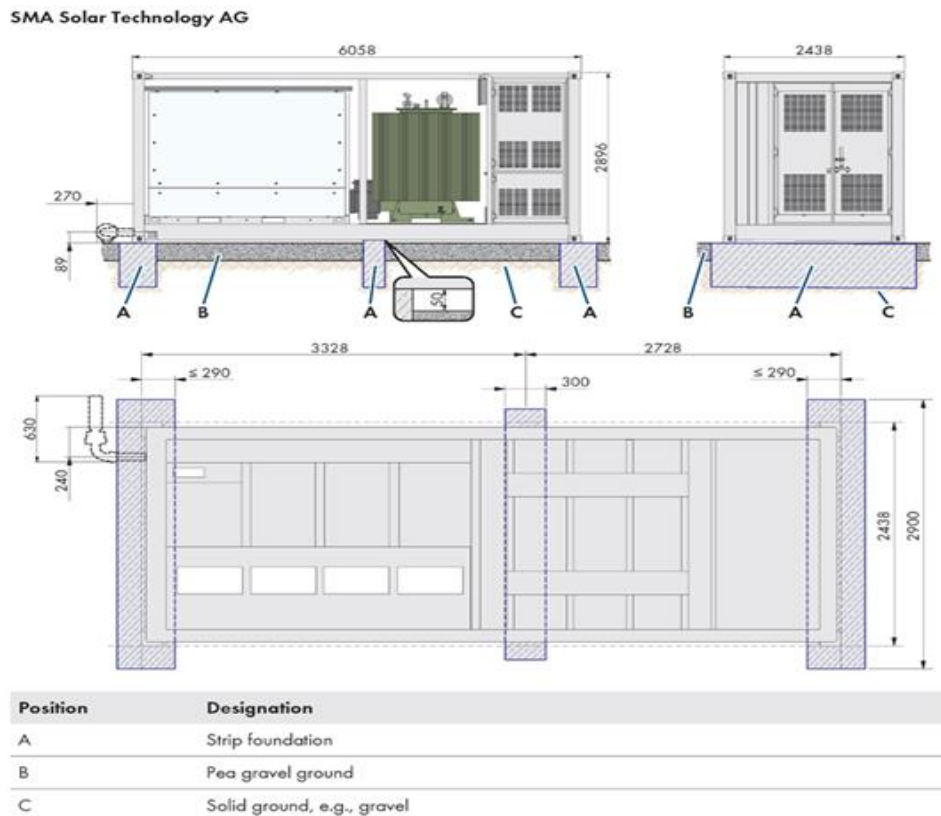 SMA Solar Technology AG
6058
2438
2896
270
89
50
A
B
A
C
A
B
A
C
3328
2728
≤ 290
300
≤ 290
630
240
2438
2900
Position Designation
A Strip foundation
B Pea gravel ground
C Solid ground, e.g., gravel